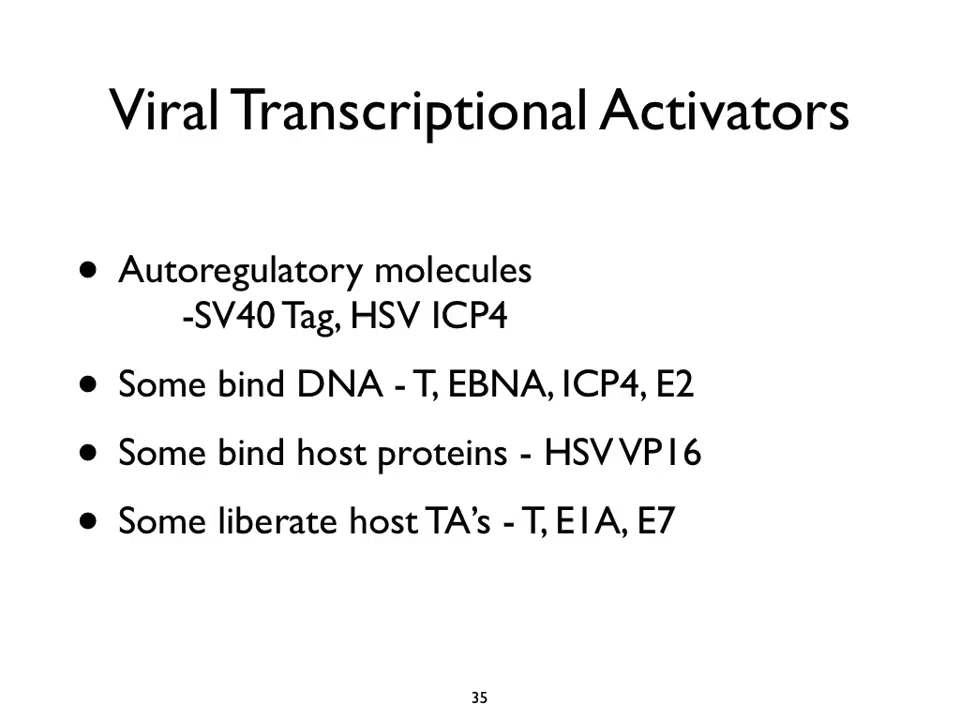 Viral Transcriptional Activators
• Autoregulatory molecules
-SV40 Tag, HSV ICP4
• Some bind DNA - T, EBNA, ICP4, E2
• Some bind host proteins - HSV VP16
• Some liberate host TA’s - T, E1A, E7
35